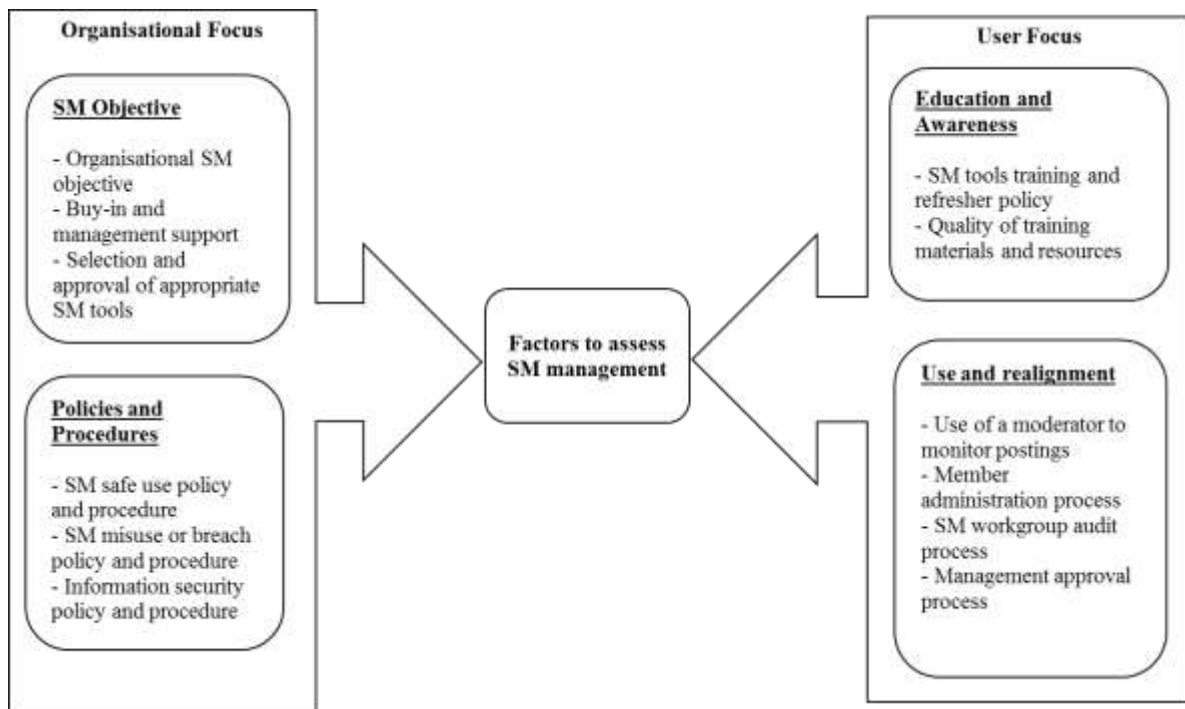 Organisational Focus
SM Objective
- Organisational SM
objective
- Buy-in and
management support
- Selection and
approval of appropriate
SM tools
Policies and
Procedures
- SM safe use policy
and procedure
- SM misuse or breach
policy and procedure
- Information security
policy and procedure
Factors to assess
SM management
User Focus
Education and
Awareness
- SM tools training and
refresher policy
- Quality of training
materials and resources
Use and realignment
- Use of a moderator to
monitor postings
- Member
administration process
- SM workgroup audit
process
- Management approval
process